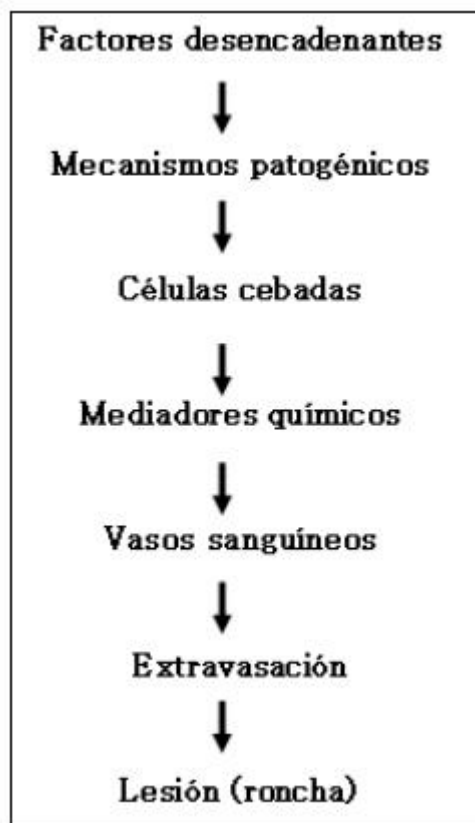 Factores desencadenantes
Mecanismos patogénicos
Células cebadas
Mediadores químicos
Vasos sanguíneos
Extravasación
Lesión (roncha)